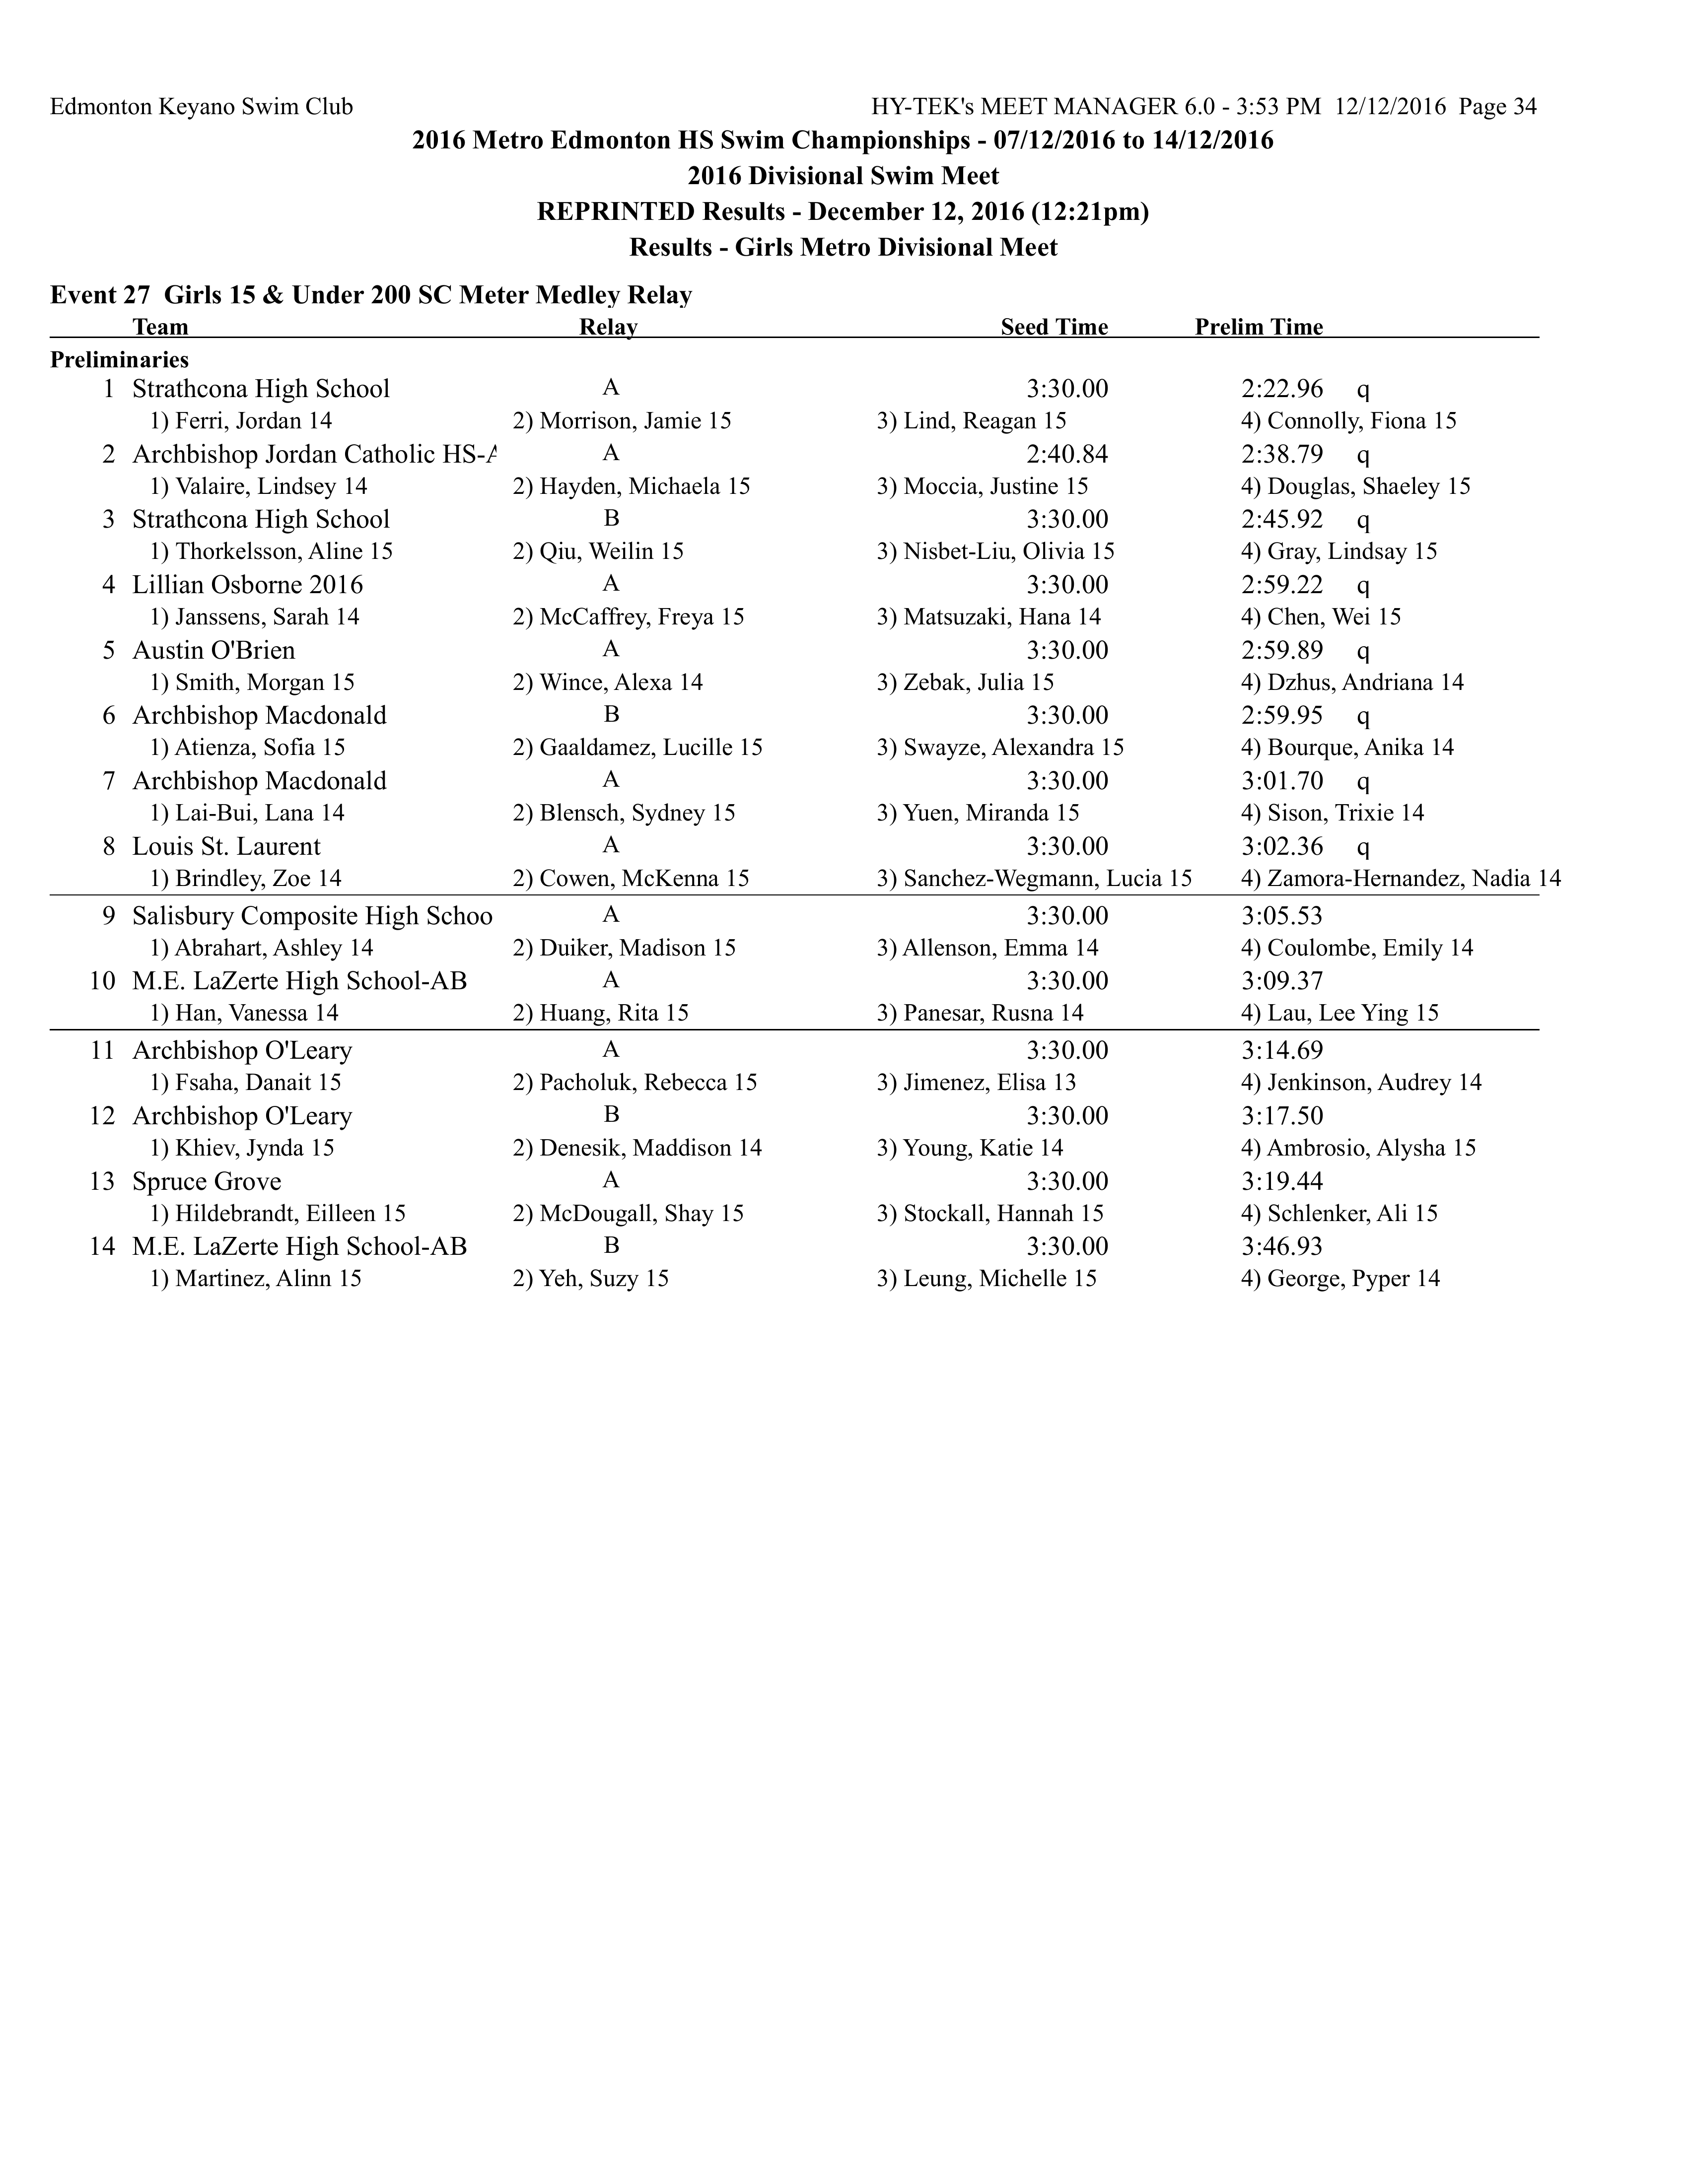 Edmonton Keyano Swim Club HY-TEK's MEET MANAGER 6.0 - 3:53 PM 12/12/2016 Page 34
2016 Metro Edmonton HS Swim Championships - 07/12/2016 to 14/12/2016
2016 Divisional Swim Meet
REPRINTED Results - December 12, 2016 (12:21pm)
Results - Girls Metro Divisional Meet
Event 27 Girls 15 & Under 200 SC Meter Medley Relay
Team Relay Seed Time Prelim Time
Preliminaries
1 Strathcona High School A 3:30.00 2:22.96 q
1) Ferri, Jordan 14 2) Morrison, Jamie 15 3) Lind, Reagan 15 4) Connolly, Fiona 15
2 Archbishop Jordan Catholic HS-A A 2:40.84 2:38.79 q
1) Valaire, Lindsey 14 2) Hayden, Michaela 15 3) Moccia, Justine 15 4) Douglas, Shaeley 15
3 Strathcona High School B 3:30.00 2:45.92 q
1) Thorkelsson, Aline 15 2) Qiu, Weilin 15 3) Nisbet-Liu, Olivia 15 4) Gray, Lindsay 15
4 Lillian Osborne 2016 A 3:30.00 2:59.22 q
1) Janssens, Sarah 14 2) McCaffrey, Freya 15 3) Matsuzaki, Hana 14 4) Chen, Wei 15
5 Austin O'Brien A 3:30.00 2:59.89 q
1) Smith, Morgan 15 2) Wince, Alexa 14 3) Zebak, Julia 15 4) Dzhus, Andriana 14
6 Archbishop Macdonald B 3:30.00 2:59.95 q
1) Atienza, Sofia 15 2) Gaaldamez, Lucille 15 3) Swayze, Alexandra 15 4) Bourque, Anika 14
7 Archbishop Macdonald A 3:30.00 3:01.70 q
1) Lai-Bui, Lana 14 2) Blensch, Sydney 15 3) Yuen, Miranda 15 4) Sison, Trixie 14
8 Louis St. Laurent A 3:30.00 3:02.36 q
1) Brindley, Zoe 14 2) Cowen, McKenna 15 3) Sanchez-Wegmann, Lucia 15 4) Zamora-Hernandez, Nadia 14
9 Salisbury Composite High Schoo A 3:30.00 3:05.53
1) Abrahart, Ashley 14 2) Duiker, Madison 15 3) Allenson, Emma 14 4) Coulombe, Emily 14
10 M.E. LaZerte High School-AB A 3:30.00 3:09.37
1) Han, Vanessa 14 2) Huang, Rita 15 3) Panesar, Rusna 14 4) Lau, Lee Ying 15
11 Archbishop O'Leary A 3:30.00 3:14.69
1) Fsaha, Danait 15 2) Pacholuk, Rebecca 15 3) Jimenez, Elisa 13 4) Jenkinson, Audrey 14
12 Archbishop O'Leary B 3:30.00 3:17.50
1) Khiev, Jynda 15 2) Denesik, Maddison 14 3) Young, Katie 14 4) Ambrosio, Alysha 15
13 Spruce Grove A 3:30.00 3:19.44
1) Hildebrandt, Eilleen 15 2) McDougall, Shay 15 3) Stockall, Hannah 15 4) Schlenker, Ali 15
14 M.E. LaZerte High School-AB B 3:30.00 3:46.93
1) Martinez, Alinn 15 2) Yeh, Suzy 15 3) Leung, Michelle 15 4) George, Pyper 14